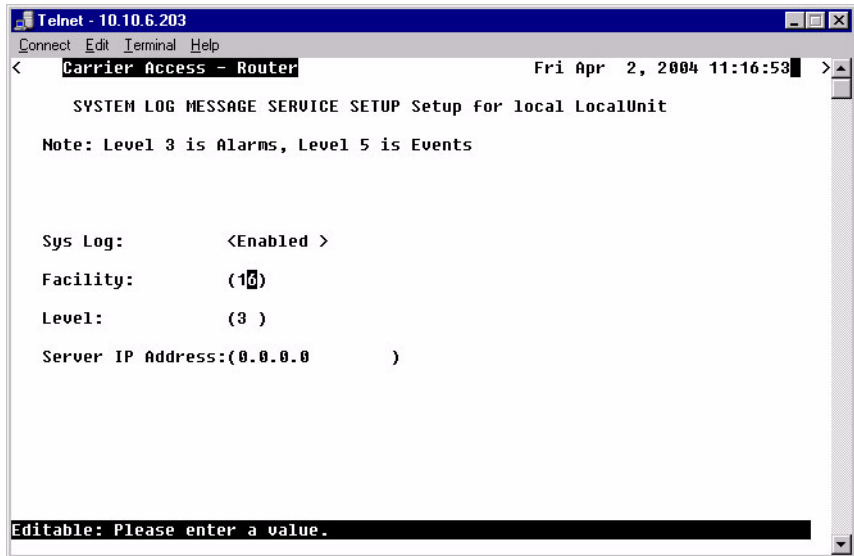 Telnet - 10.10.6.203
Connect Edit Terminal Help
< Carrier Access - Router Fri Apr 2, 2004 11:16:53 >
SYSTEM LOG MESSAGE SERVICE SETUP Setup for local LocalUnit
Note: Level 3 is Alarms, Level 5 is Events
Sys Log: <Enabled >
Facility: (16)
Level: (3 )
Server IP Address:(0.0.0.0 )
Editable: Please enter a value.